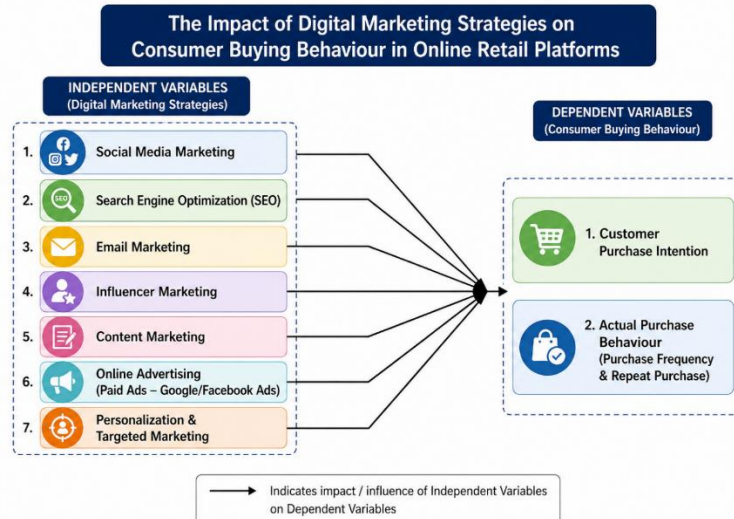 The Impact of Digital Marketing Strategies on
Consumer Buying Behaviour in Online Retail Platforms
INDEPENDENT VARIABLES
(Digital Marketing Strategies)
1. Social Media Marketing
2. SEO Search Engine Optimization (SEO)
3. Email Marketing
4. Influencer Marketing
5. Content Marketing
6. Online Advertising
(Paid Ads – Google/Facebook Ads)
7. Personalization &
Targeted Marketing
DEPENDENT VARIABLES
(Consumer Buying Behaviour)
1. Customer
Purchase Intention
2. Actual Purchase
Behaviour
(Purchase Frequency
& Repeat Purchase)
Indicates impact / influence of Independent Variables
on Dependent Variables